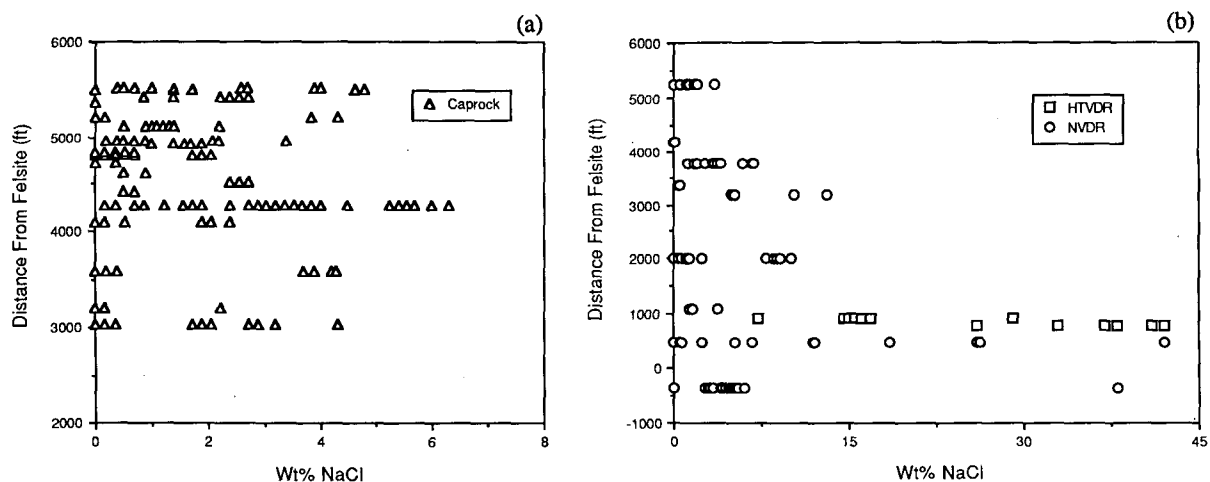 (a)
6000
5000
4000
3000
2000
Distance From Felsite (ft)
Caprock
0 2 4 6 8
Wt% NaCl
(b)
6000
5000
4000
3000
2000
1000
0
-1000
Distance From Felsite (ft)
HTVDR
NVDR
0 15 30 45
Wt% NaCl